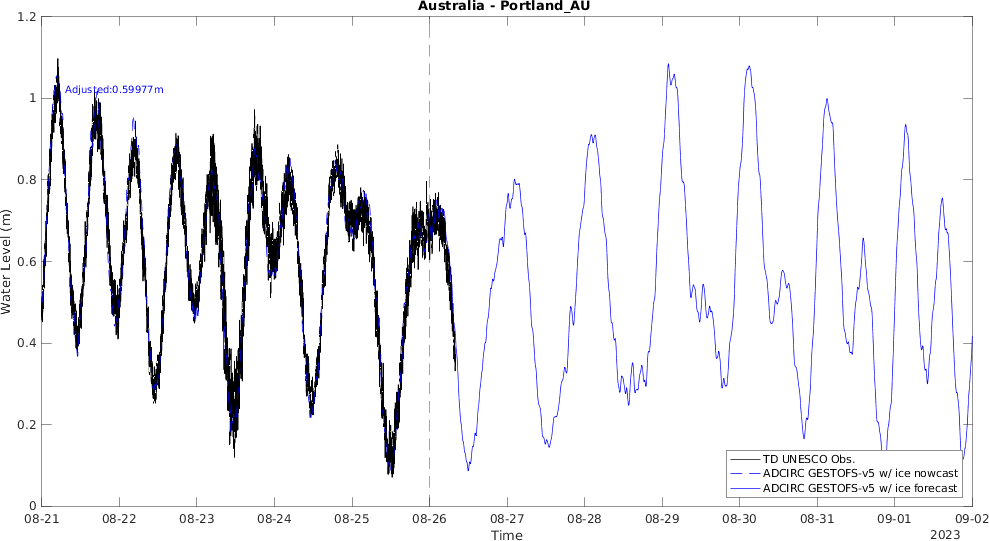 Australia - Portland_AU
1.2
1
0.8
0.6
0.4
0.2
0
Water Level (m)
Adjusted:0.59977m
TD UNESCO Obs.
ADCIRC GESTOFS-v5 w/ ice nowcast
ADCIRC GESTOFS-v5 w/ ice forecast
08-21 08-22 08-23 08-24 08-25 08-26 08-27 08-28 08-29 08-30 08-31 09-01 09-02
Time
2023